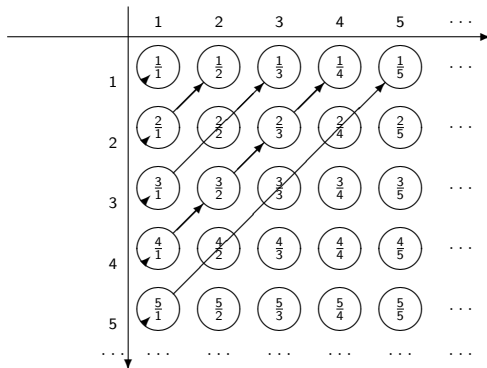 1 2 3 4 5 ...
1 1/1 1/2 1/3 1/4 1/5 ...
2 2/1 2/2 2/3 2/4 2/5 ...
3 3/1 3/2 3/3 3/4 3/5 ...
4 4/1 4/2 4/3 4/4 4/5 ...
5 5/1 5/2 5/3 5/4 5/5 ...
... ... ... ... ... ... ...